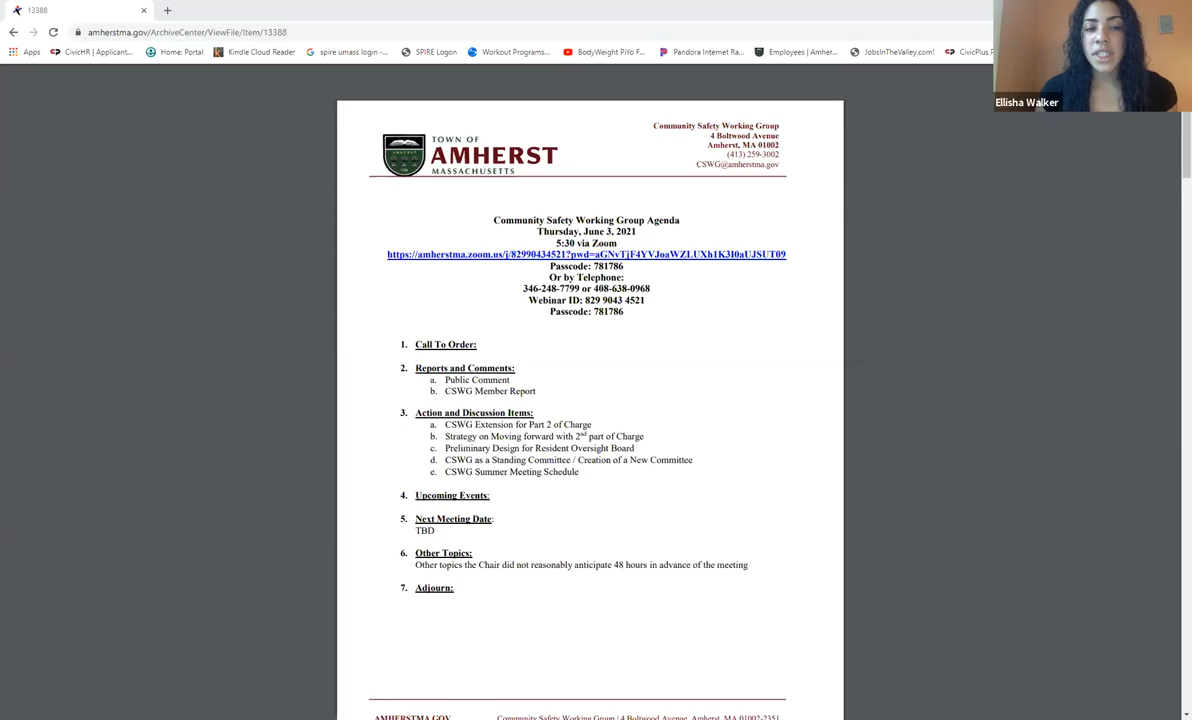 13388
amherstma.gov/ArchiveCenter/ViewFile/Item/13388
Apps
CivicHR | Applicant...
Home: Portal
Kindle Cloud Reader
spire umass login -...
SPIRE Logon
Workout Programs...
BodyWeight PiYo F...
Pandora Internet Ra...
Employees | Amher...
JobsInTheValley.com!
CivicPlus
Ellisha Walker
TOWN OF
AMHERST
MASSACHUSETTS
Community Safety Working Group
4 Boltwood Avenue
Amherst, MA 01002
(413) 259-3002
CSWG@amherstma.gov
Community Safety Working Group Agenda
Thursday, June 3, 2021
5:30 via Zoom
https://amherstma.zoom.us/j/82990434521?pwd=aGNvTjF4YVJoaWZLUXh1K3I0aUJSUT09
Passcode: 781786
Or by Telephone:
346-248-7799 or 408-638-0968
Webinar ID: 829 9043 4521
Passcode: 781786
1. Call To Order:
2. Reports and Comments:
a. Public Comment
b. CSWG Member Report
3. Action and Discussion Items:
a. CSWG Extension for Part 2 of Charge
b. Strategy on Moving forward with 2nd part of Charge
c. Preliminary Design for Resident Oversight Board
d. CSWG as a Standing Committee / Creation of a New Committee
e. CSWG Summer Meeting Schedule
4. Upcoming Events:
5. Next Meeting Date:
TBD
6. Other Topics:
Other topics the Chair did not reasonably anticipate 48 hours in advance of the meeting
7. Adjourn:
AMHERSTMA.GOV Community Safety Working Group | 4 Boltwood Avenue, Amherst, MA 01002-2351